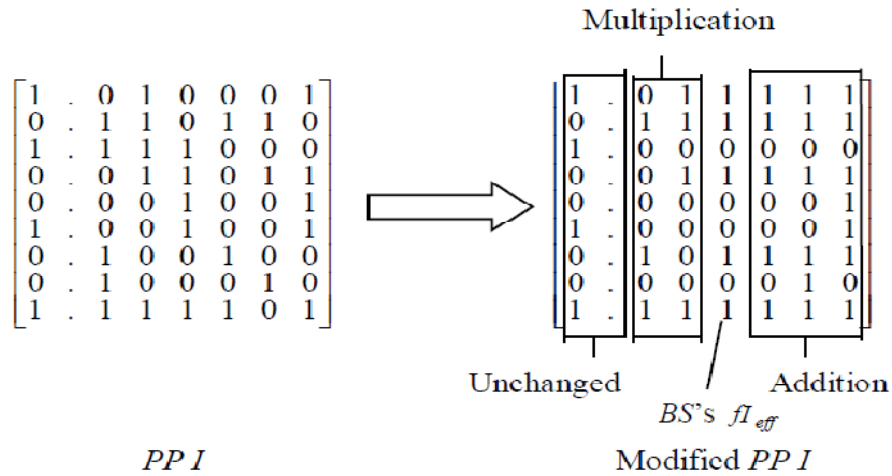 Multiplication
1 . 0 1 0 0 0 1 1 . 0 1 1 1 1 1
0 . 1 1 0 1 1 0 0 . 1 1 1 1 1 1
1 . 1 1 1 0 0 0 1 . 0 0 0 0 0 0
0 . 0 1 1 0 1 1 0 . 0 1 1 1 1 1
0 . 0 0 1 0 0 1 0 . 0 0 0 0 0 1
1 . 0 0 1 0 0 1 1 . 0 0 0 0 0 1
0 . 1 0 0 1 0 0 0 . 1 0 1 1 1 1
0 . 1 0 0 0 1 0 0 . 0 0 0 0 1 0
1 . 1 1 1 1 0 1 1 . 1 1 1 1 1 1
Unchanged Addition
BS's fI eff
PP I Modified PP I